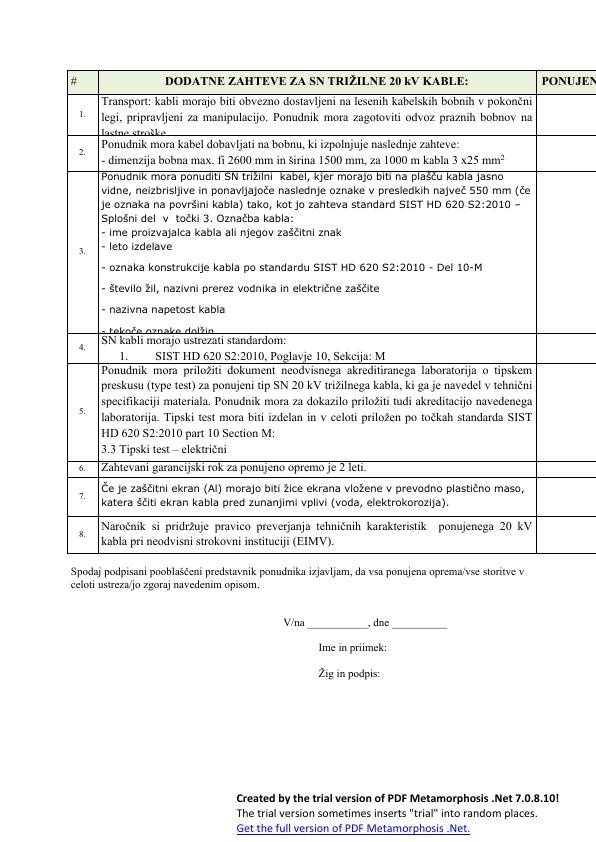 # DODATNE ZAHTEVE ZA SN TRIŽILNE 20 kV KABLE: PONUJEN
1. Transport: kabli morajo biti obvezno dostavljeni na lesenih kabelskih bobnih v pokončni
legi, pripravljeni za manipulacijo. Ponudnik mora zagotoviti odvoz praznih bobnov na
lastne stroške
2. Ponudnik mora kabel dobavljati na bobnu, ki izpolnjuje naslednje zahteve:
- dimenzija bobna max. fi 2600 mm in širina 1500 mm, za 1000 m kabla 3 x25 mm²
3. Ponudnik mora ponuditi SN trižilni  kabel, kjer morajo biti na plašču kabla jasno
vidne, neizbrisljive in ponavljajoče naslednje oznake v presledkih največ 550 mm (če
je oznaka na površini kabla) tako, kot jo zahteva standard SIST HD 620 S2:2010 –
Splošni del  v  točki 3. Označba kabla:
- ime proizvajalca kabla ali njegov zaščitni znak
- leto izdelave
- oznaka konstrukcije kabla po standardu SIST HD 620 S2:2010 - Del 10-M
- število žil, nazivni prerez vodnika in električne zaščite
- nazivna napetost kabla
- tekoče oznake dolžin
4. SN kabli morajo ustrezati standardom:
1. SIST HD 620 S2:2010, Poglavje 10, Sekcija: M
5. Ponudnik mora priložiti dokument neodvisnega akreditiranega laboratorija o tipskem
preskusu (type test) za ponujeni tip SN 20 kV trižilnega kabla, ki ga je navedel v tehnični
specifikaciji materiala. Ponudnik mora za dokazilo priložiti tudi akreditacijo navedenega
laboratorija. Tipski test mora biti izdelan in v celoti priložen po točkah standarda SIST
HD 620 S2:2010 part 10 Section M:
3.3 Tipski test – električni
6. Zahtevani garancijski rok za ponujeno opremo je 2 leti.
7. Če je zaščitni ekran (Al) morajo biti žice ekrana vložene v prevodno plastično maso,
katera ščiti ekran kabla pred zunanjimi vplivi (voda, elektrokorozija).
8. Naročnik si pridržuje pravico preverjanja tehničnih karakteristik  ponujenega 20 kV
kabla pri neodvisni strokovni instituciji (EIMV).
Spodaj podpisani pooblaščeni predstavnik ponudnika izjavljam, da vsa ponujena oprema/vse storitve v
celoti ustreza/jo zgoraj navedenim opisom.
V/na __________, dne __________
Ime in priimek:
Žig in podpis:
Created by the trial version of PDF Metamorphosis .Net 7.0.8.10!
The trial version sometimes inserts "trial" into random places.
Get the full version of PDF Metamorphosis .Net.